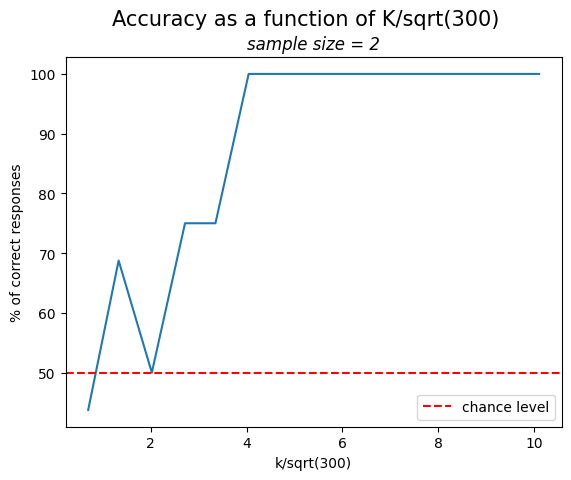 Accuracy as a function of K/sqrt(300)
sample size = 2
100
90
80
70
60
50
% of correct responses
chance level
2
4
6
8
10
k/sqrt(300)